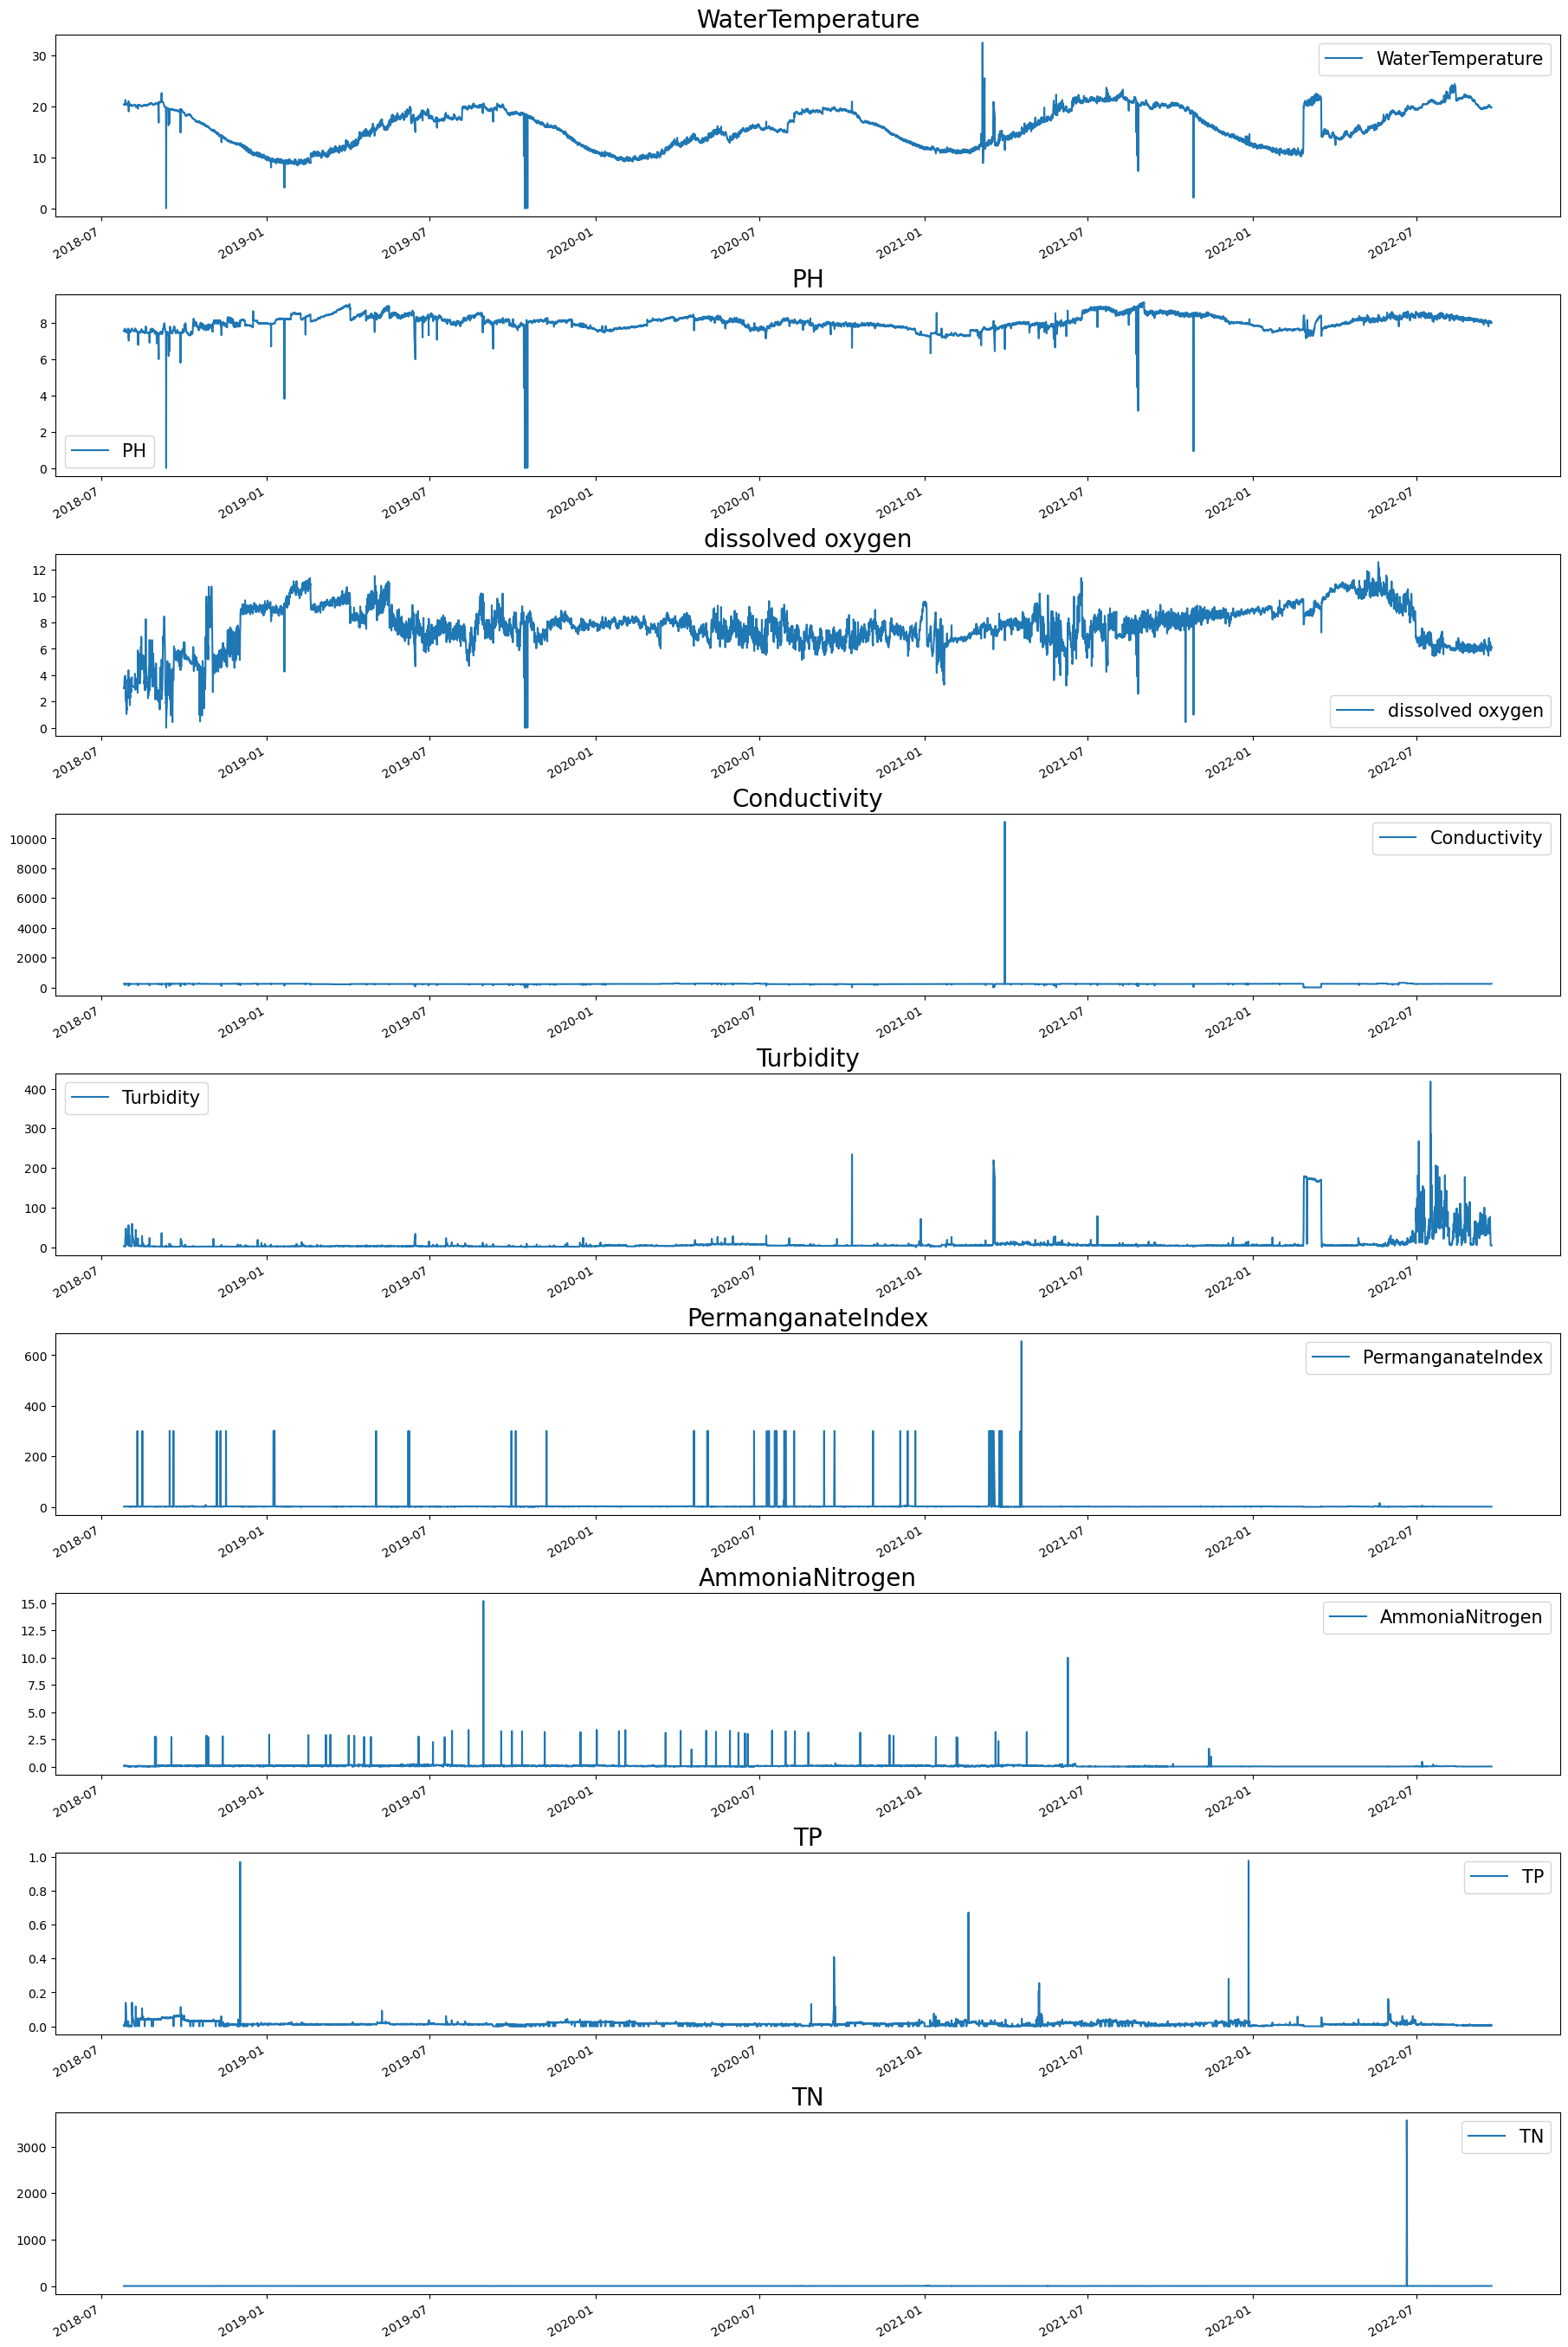 WaterTemperature
WaterTemperature
30
20
10
0
2018-07 2019-01 2019-07 2020-01 2020-07 2021-01 2021-07 2022-01 2022-07
PH
8
6
4
2
0
PH
2018-07 2019-01 2019-07 2020-01 2020-07 2021-01 2021-07 2022-01 2022-07
dissolved oxygen
12
10
8
6
4
2
0
dissolved oxygen
2018-07 2019-01 2019-07 2020-01 2020-07 2021-01 2021-07 2022-01 2022-07
Conductivity
Conductivity
10000
8000
6000
4000
2000
0
2018-07 2019-01 2019-07 2020-01 2020-07 2021-01 2021-07 2022-01 2022-07
Turbidity
Turbidity
400
300
200
100
0
2018-07 2019-01 2019-07 2020-01 2020-07 2021-01 2021-07 2022-01 2022-07
PermanganateIndex
PermanganateIndex
600
400
200
0
2018-07 2019-01 2019-07 2020-01 2020-07 2021-01 2021-07 2022-01 2022-07
AmmoniaNitrogen
AmmoniaNitrogen
15.0
12.5
10.0
7.5
5.0
2.5
0.0
2018-07 2019-01 2019-07 2020-01 2020-07 2021-01 2021-07 2022-01 2022-07
TP
TP
1.0
0.8
0.6
0.4
0.2
0.0
2018-07 2019-01 2019-07 2020-01 2020-07 2021-01 2021-07 2022-01 2022-07
TN
TN
3000
2000
1000
0
2018-07 2019-01 2019-07 2020-01 2020-07 2021-01 2021-07 2022-01 2022-07